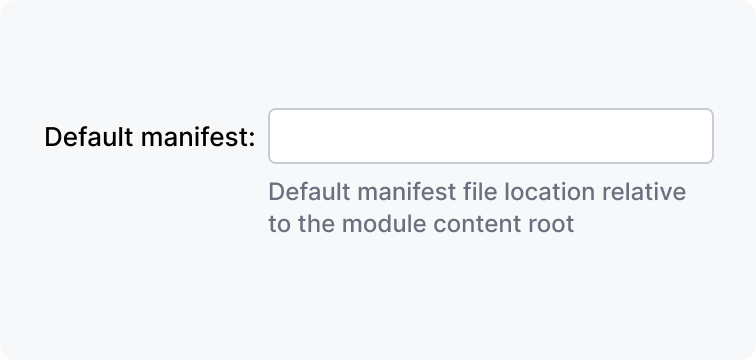 Default manifest:
Default manifest file location relative
to the module content root